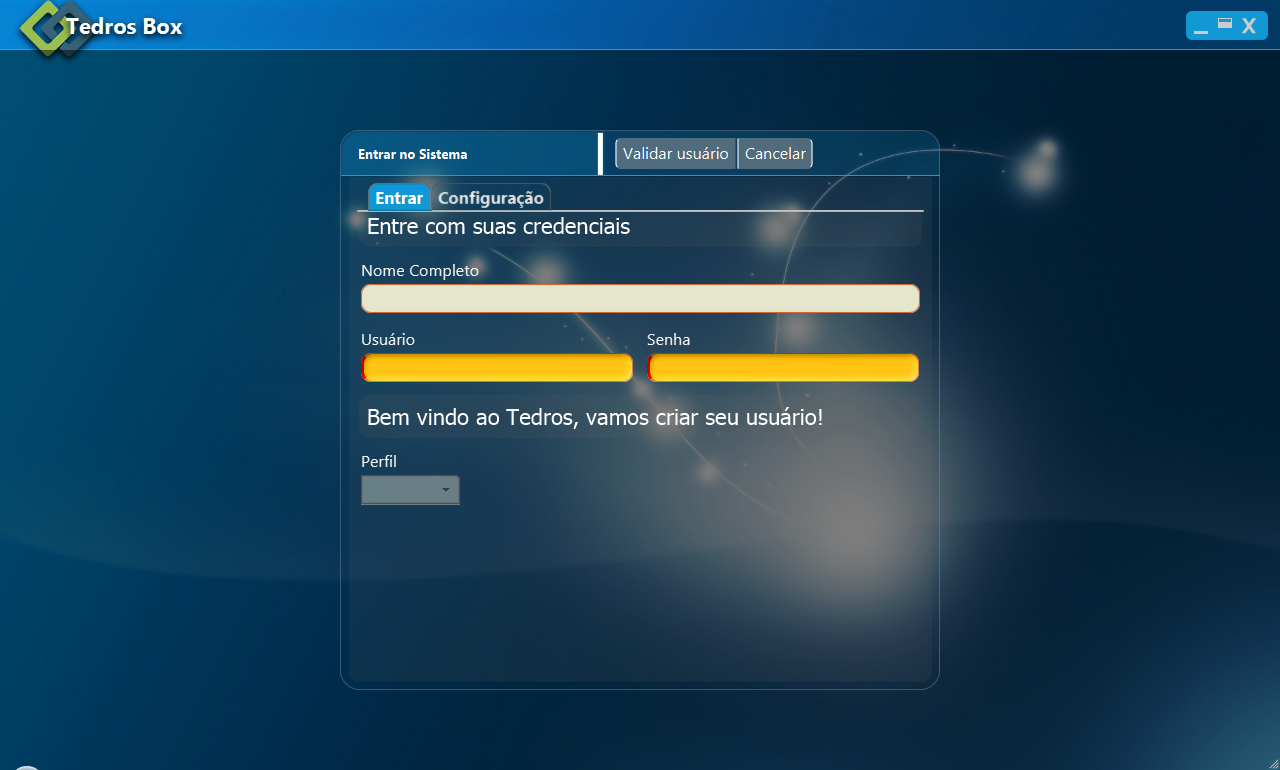 Tedros Box
Entrar no Sistema
Validar usuário Cancelar
Entrar Configuração
Entre com suas credenciais
Nome Completo
Usuário Senha
Bem vindo ao Tedros, vamos criar seu usuário!
Perfil